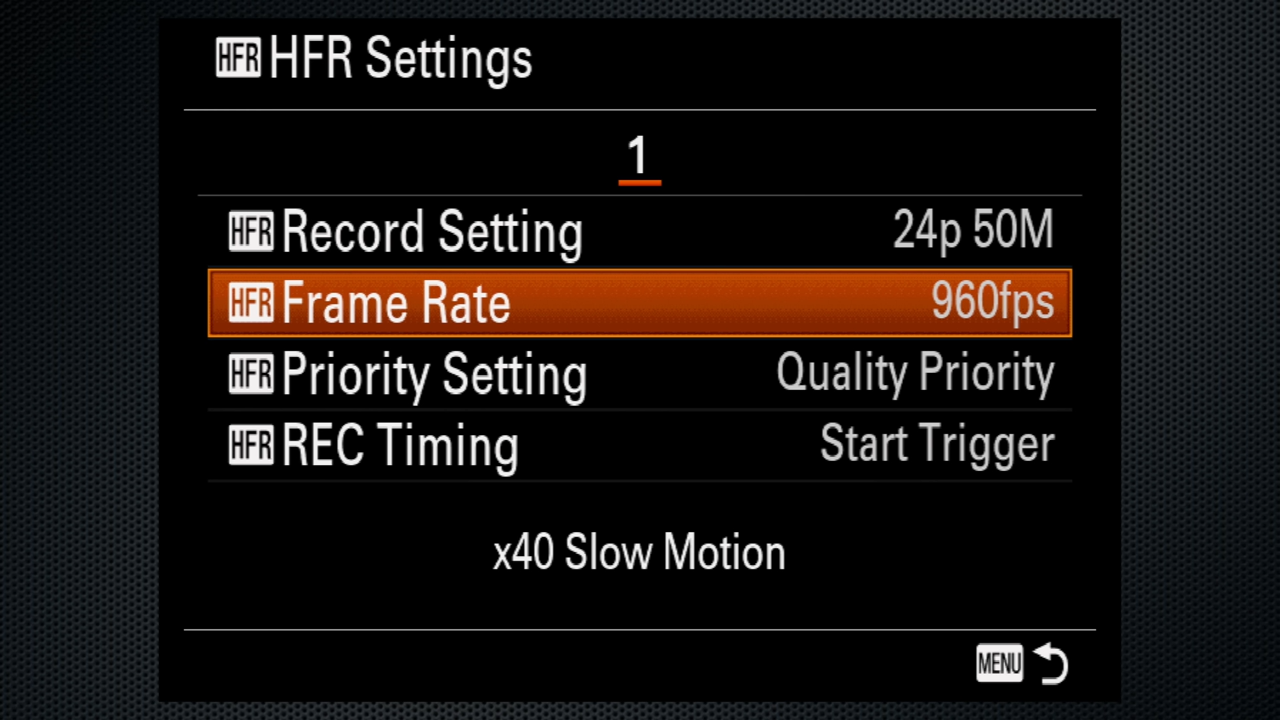 HFR HFR Settings
1
HFR Record Setting 24p 50M
HFR Frame Rate 960fps
HFR Priority Setting Quality Priority
HFR REC Timing Start Trigger
x40 Slow Motion
MENU